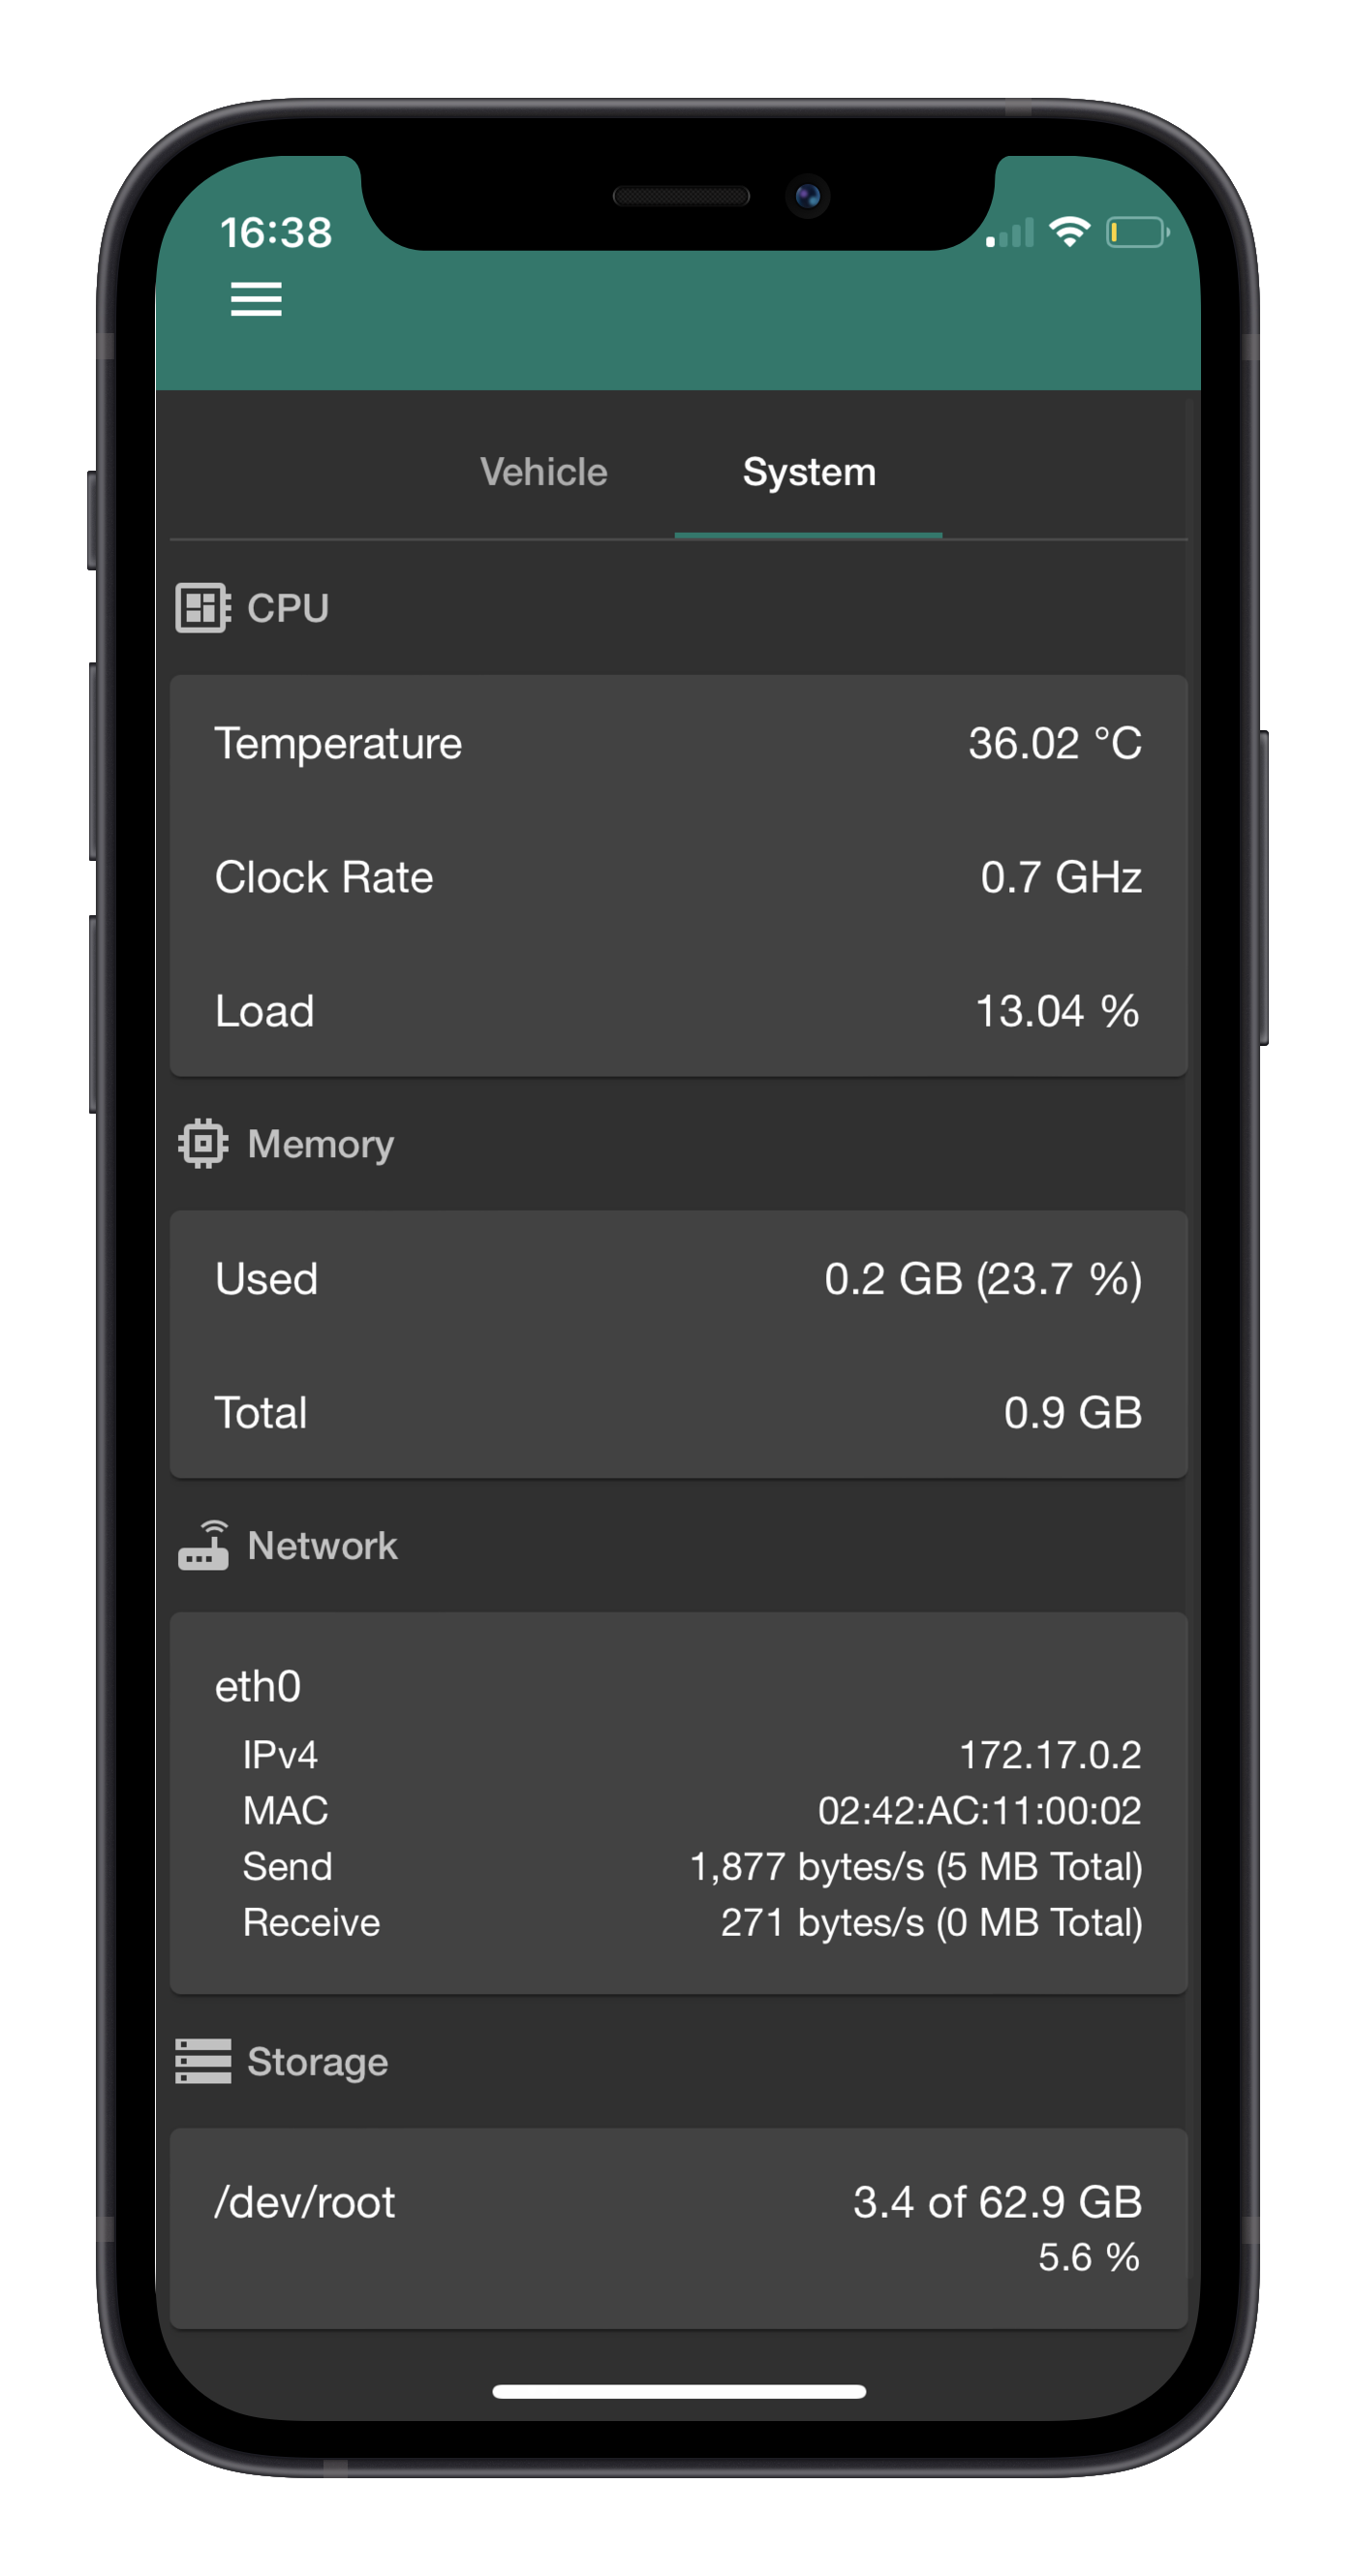 16:38
Vehicle System
CPU
Temperature 36.02 °C
Clock Rate 0.7 GHz
Load 13.04 %
Memory
Used 0.2 GB (23.7 %)
Total 0.9 GB
Network
eth0
IPv4 172.17.0.2
MAC 02:42:AC:11:00:02
Send 1,877 bytes/s (5 MB Total)
Receive 271 bytes/s (0 MB Total)
Storage
/dev/root 3.4 of 62.9 GB
5.6 %